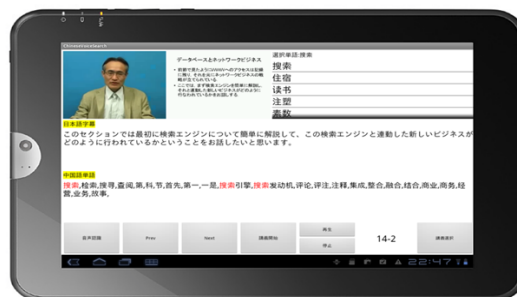 ChineseVoiceSearch
データベースとネットワークビジネス
選択単語:搜索
搜索
住宿
读书
注塑
素数
日本語字幕
このセクションでは最初に検索エンジンについて簡単に解説して、この検索エンジンと連動した新しいビジネスが
どのように行われているかということをお話したいと思います。
中国語単語
搜索,检索,搜寻,查阅,第,科,节,首先,第一,一是,搜索引擎,搜索发动机,评论,评注,注释,集成,整合,融合,结合,商业,商务,经
营,业务,故事,
音声認識
Prev
Next
講義開始
再生
停止
14-2
講義選択
22:47